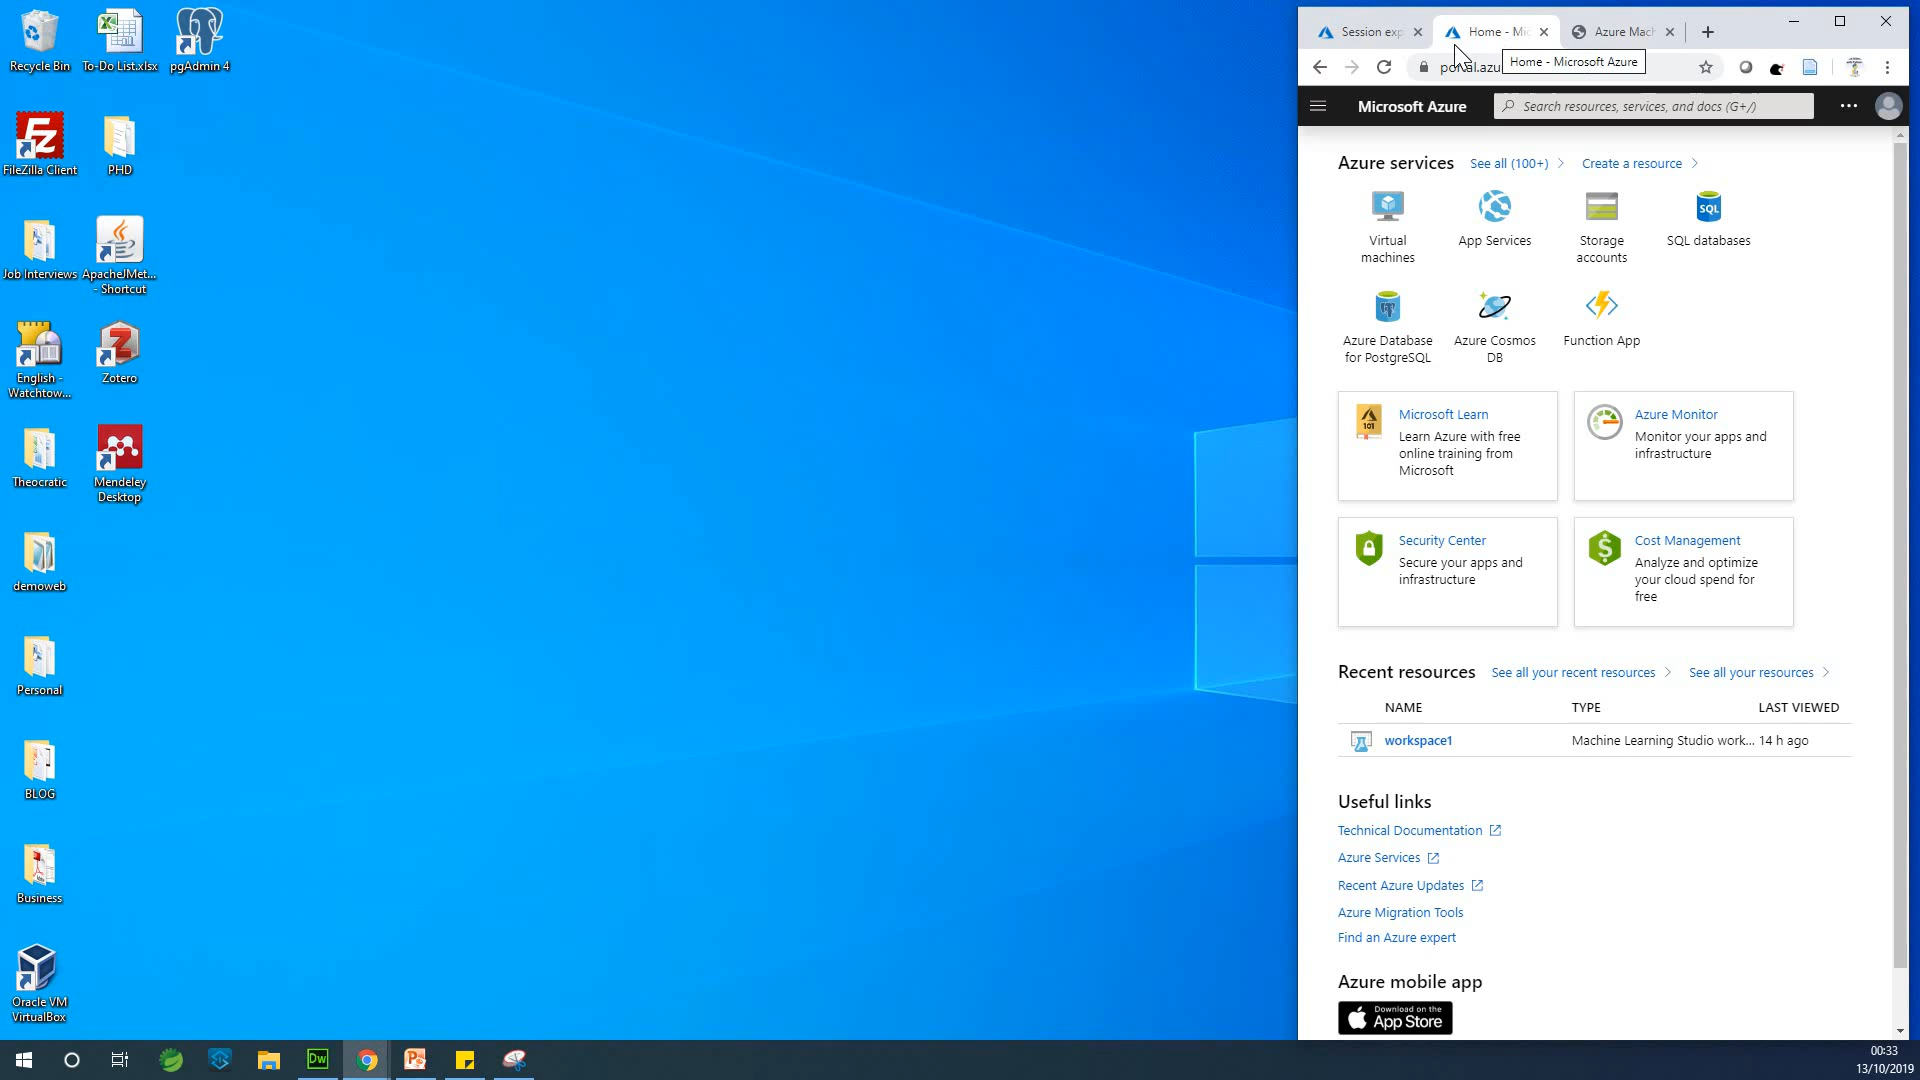 Recycle Bin
To-Do List.xlsx
pgAdmin 4
FileZilla Client
PHD
Job Interviews
ApacheJMet...
- Shortcut
English -
Watchtow...
Zotero
Theocratic
Mendeley
Desktop
demoweb
Personal
BLOG
Business
Oracle VM
VirtualBox
Session exp
Home - Mic
Azure Mach
Home - Microsoft Azure
Microsoft Azure
Search resources, services, and docs (G+/)
Azure services
See all (100+)
Create a resource
Virtual
machines
App Services
Storage
accounts
SQL
SQL databases
Azure Database
for PostgreSQL
Azure Cosmos
DB
Function App
101
Microsoft Learn
Learn Azure with free
online training from
Microsoft
Azure Monitor
Monitor your apps and
infrastructure
Security Center
Secure your apps and
infrastructure
Cost Management
Analyze and optimize
your cloud spend for
free
Recent resources
See all your recent resources
See all your resources
NAME
TYPE
LAST VIEWED
workspace1
Machine Learning Studio work...
14 h ago
Useful links
Technical Documentation
Azure Services
Recent Azure Updates
Azure Migration Tools
Find an Azure expert
Azure mobile app
Download on the
App Store
Dw
00:33
13/10/2019